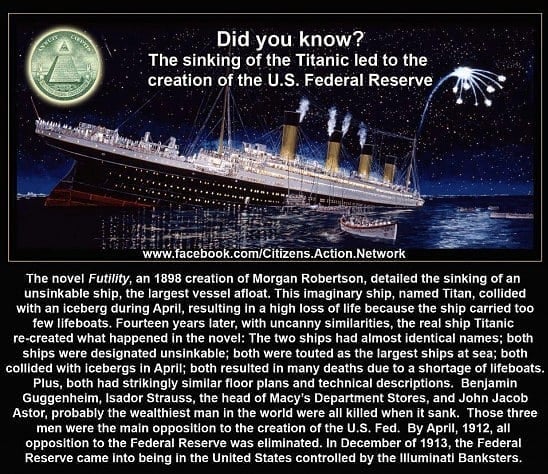 Did you know?
The sinking of the Titanic led to the
creation of the U.S. Federal Reserve
www.facebook.com/Citizens.Action.Network
The novel Futility, an 1898 creation of Morgan Robertson, detailed the sinking of an
unsinkable ship, the largest vessel afloat. This imaginary ship, named Titan, collided
with an iceberg during April, resulting in a high loss of life because the ship carried too
few lifeboats. Fourteen years later, with uncanny similarities, the real ship Titanic
re-created what happened in the novel: The two ships had almost identical names; both
ships were designated unsinkable; both were touted as the largest ships at sea; both
collided with icebergs in April; both resulted in many deaths due to a shortage of lifeboats.
Plus, both had strikingly similar floor plans and technical descriptions. Benjamin
Guggenheim, Isador Strauss, the head of Macy's Department Stores, and John Jacob
Astor, probably the wealthiest man in the world were all killed when it sank. Those three
men were the main opposition to the creation of the U.S. Fed. By April, 1912, all
opposition to the Federal Reserve was eliminated. In December of 1913, the Federal
Reserve came into being in the United States controlled by the Illuminati Banksters.